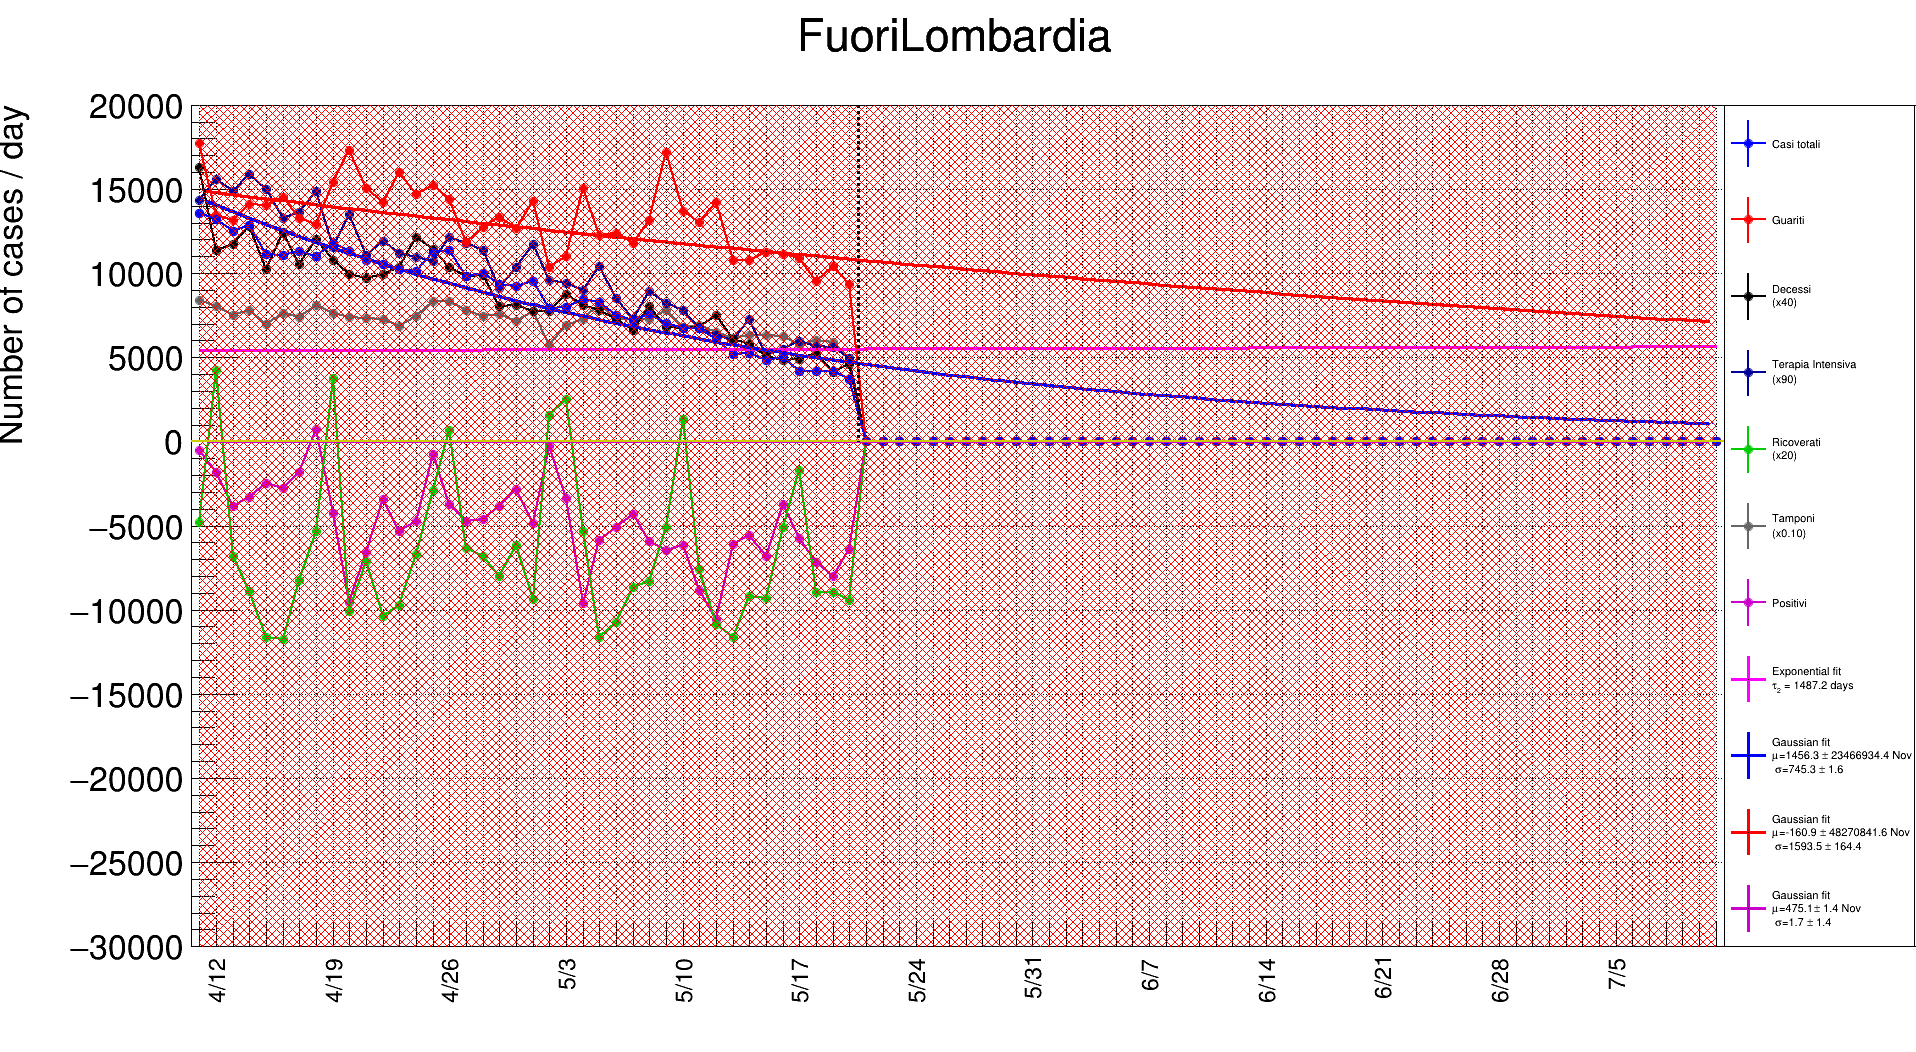 FuoriLombardia
Number of cases / day
20000
15000
10000
5000
0
−5000
−10000
−15000
−20000
−25000
−30000
4/12
4/19
4/26
5/3
5/10
5/17
5/24
5/31
6/7
6/14
6/21
6/28
7/5
Casi totali
Guariti
Decessi
(x40)
Terapia Intensiva
(x90)
Ricoverati
(x20)
Tamponi
(x0.10)
Positivi
Exponential fit
τ2 = 1487.2 days
Gaussian fit
μ=1456.3 ± 23466934.4 Nov
σ=745.3 ± 1.6
Gaussian fit
μ=-160.9 ± 48270841.6 Nov
σ=1593.5 ± 164.4
Gaussian fit
μ=475.1± 1.4 Nov
σ=1.7 ± 1.4